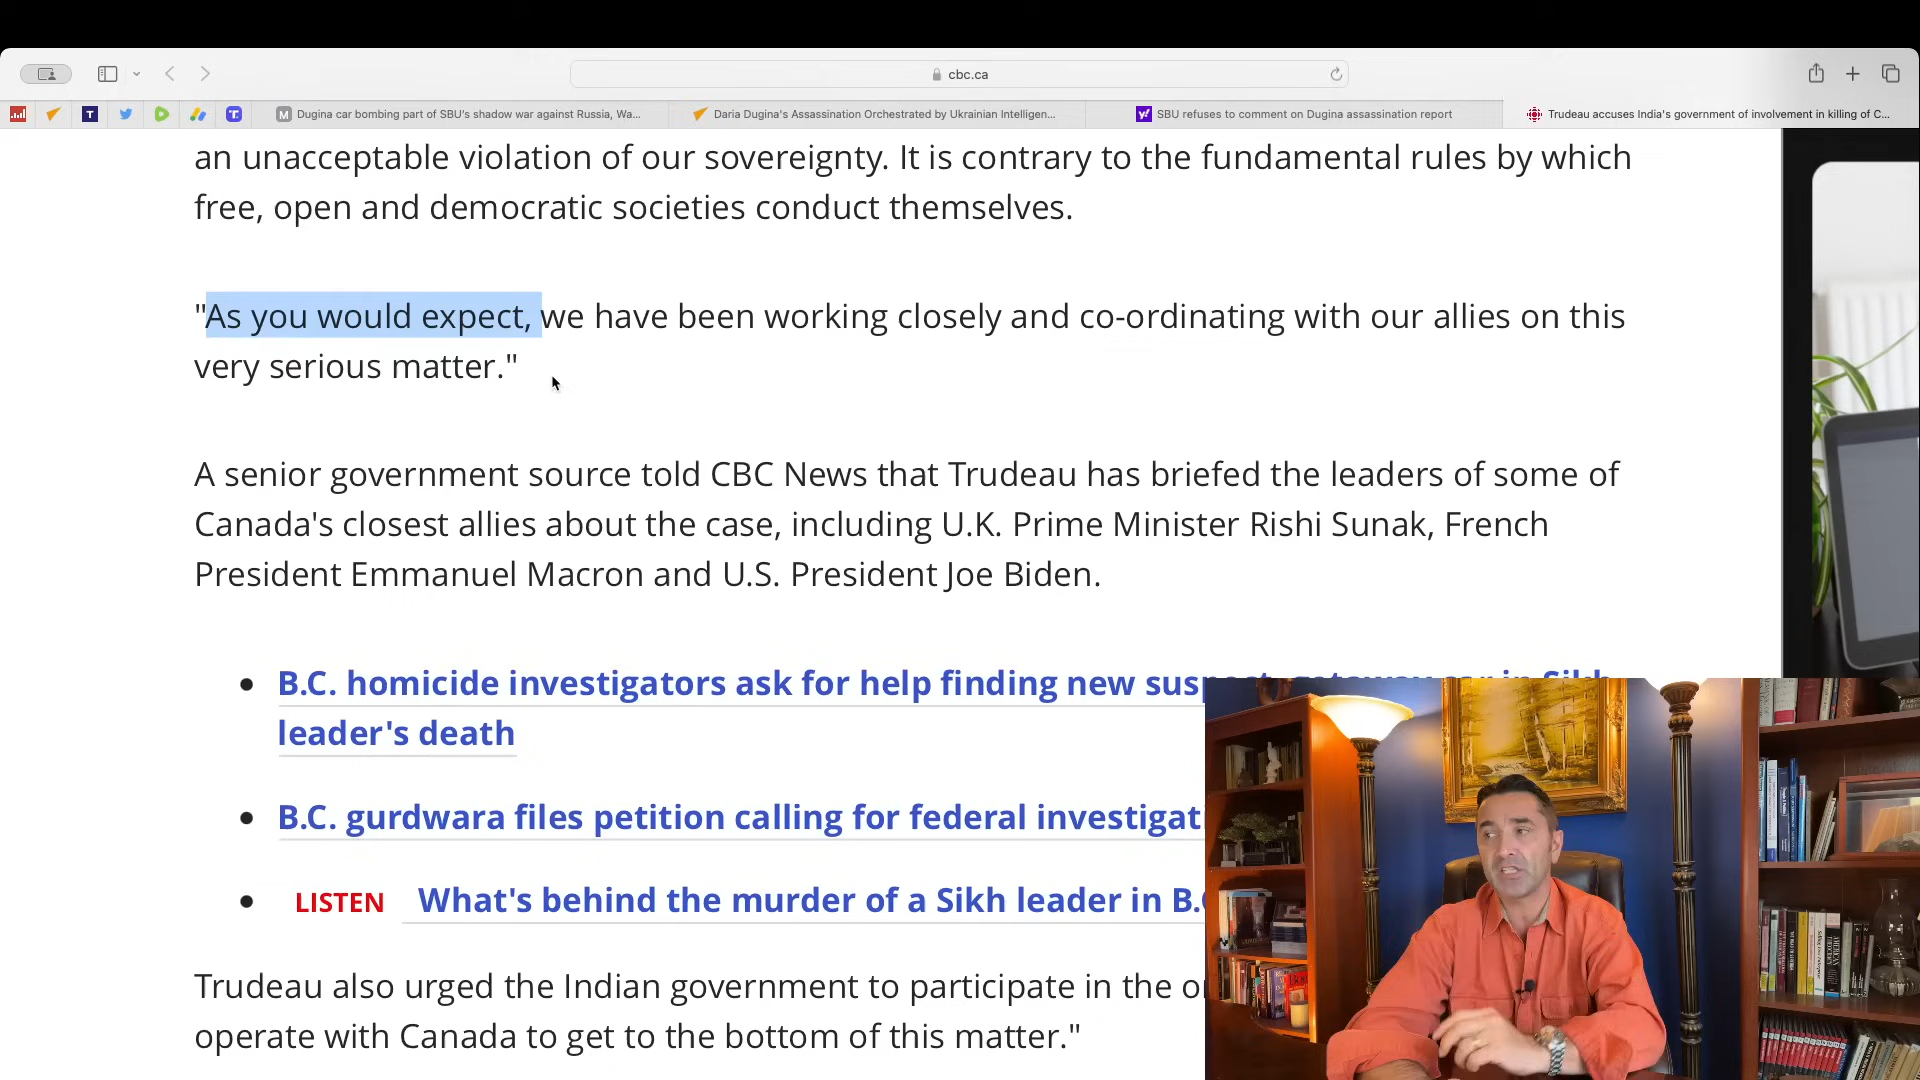 cbc.ca
Dugina car bombing part of SBU's shadow war against Russia, Wa...
Daria Dugina's Assassination Orchestrated by Ukrainian Intelligen...
SBU refuses to comment on Dugina assassination report
Trudeau accuses India's government of involvement in killing of C...
an unacceptable violation of our sovereignty. It is contrary to the fundamental rules by which
free, open and democratic societies conduct themselves.
"As you would expect, we have been working closely and co-ordinating with our allies on this
very serious matter."
A senior government source told CBC News that Trudeau has briefed the leaders of some of
Canada's closest allies about the case, including U.K. Prime Minister Rishi Sunak, French
President Emmanuel Macron and U.S. President Joe Biden.
B.C. homicide investigators ask for help finding new suspect, getaway car in Sikh
leader's death
B.C. gurdwara files petition calling for federal investigati
LISTEN What's behind the murder of a Sikh leader in B.C
Trudeau also urged the Indian government to participate in the o
operate with Canada to get to the bottom of this matter."